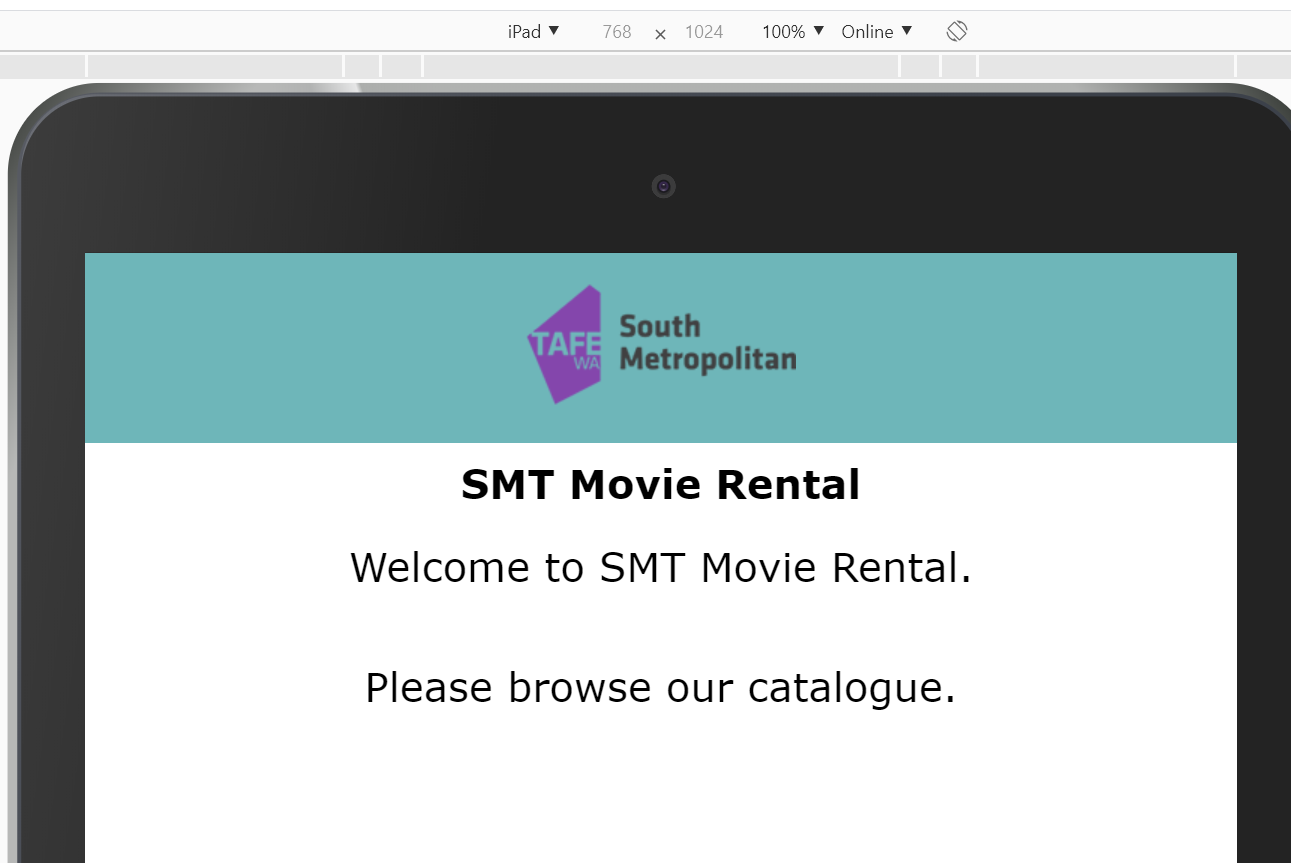 iPad ▼ 768 × 1024 100% ▼ Online ▼
TAFE
WA
South
Metropolitan
SMT Movie Rental
Welcome to SMT Movie Rental.
Please browse our catalogue.